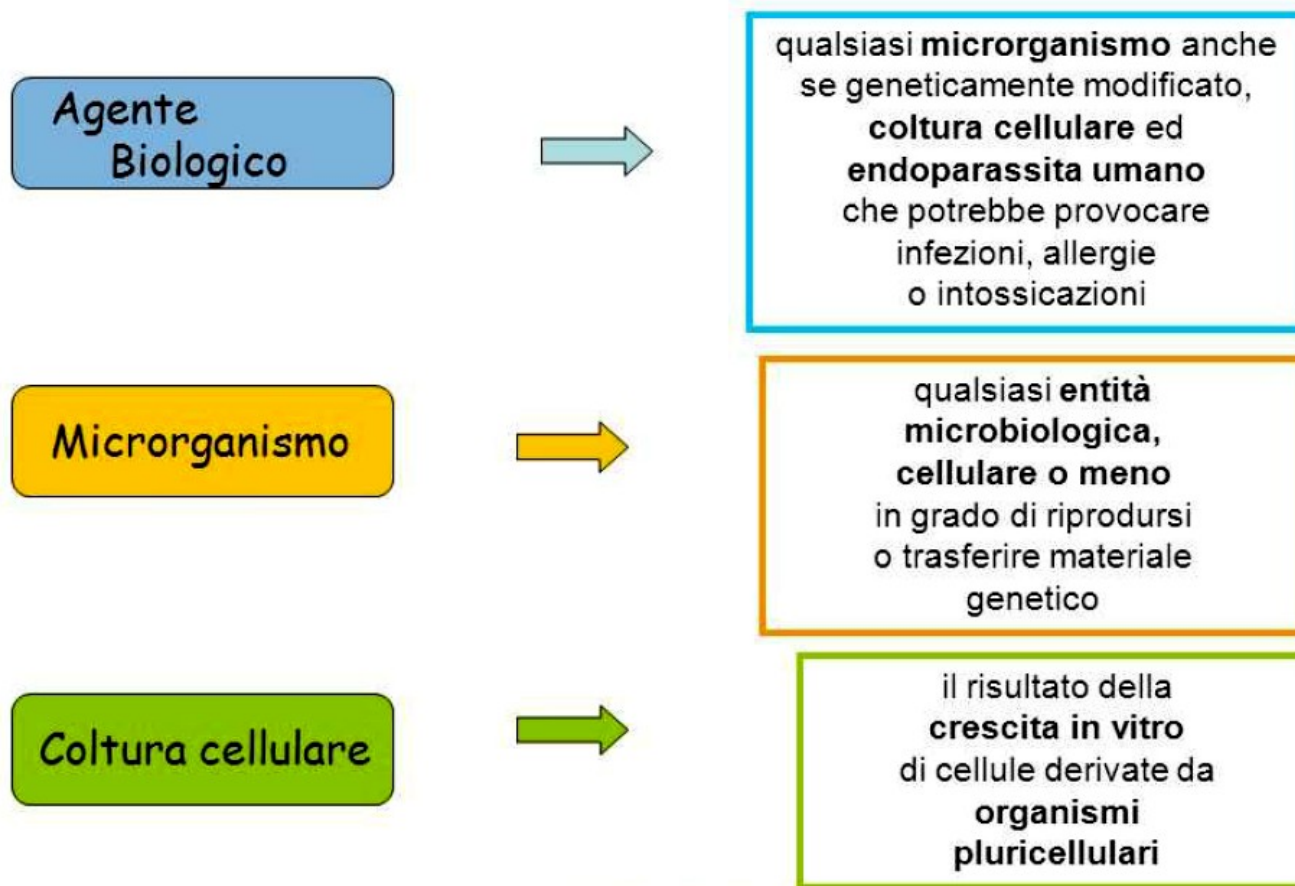 Agente
Biologico
qualsiasi microrganismo anche
se geneticamente modificato,
coltura cellulare ed
endoparassita umano
che potrebbe provocare
infezioni, allergie
o intossicazioni
Microrganismo
qualsiasi entità
microbiologica,
cellulare o meno
in grado di riprodursi
o trasferire materiale
genetico
Coltura cellulare
il risultato della
crescita in vitro
di cellule derivate da
organismi
pluricellulari